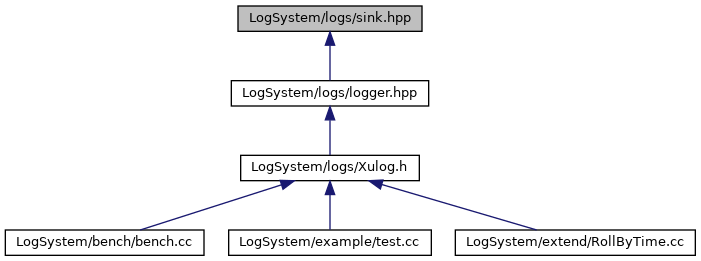 LogSystem/logs/sink.hpp
LogSystem/logs/logger.hpp
LogSystem/logs/Xulog.h
LogSystem/bench/bench.cc
LogSystem/example/test.cc
LogSystem/extend/RollByTime.cc